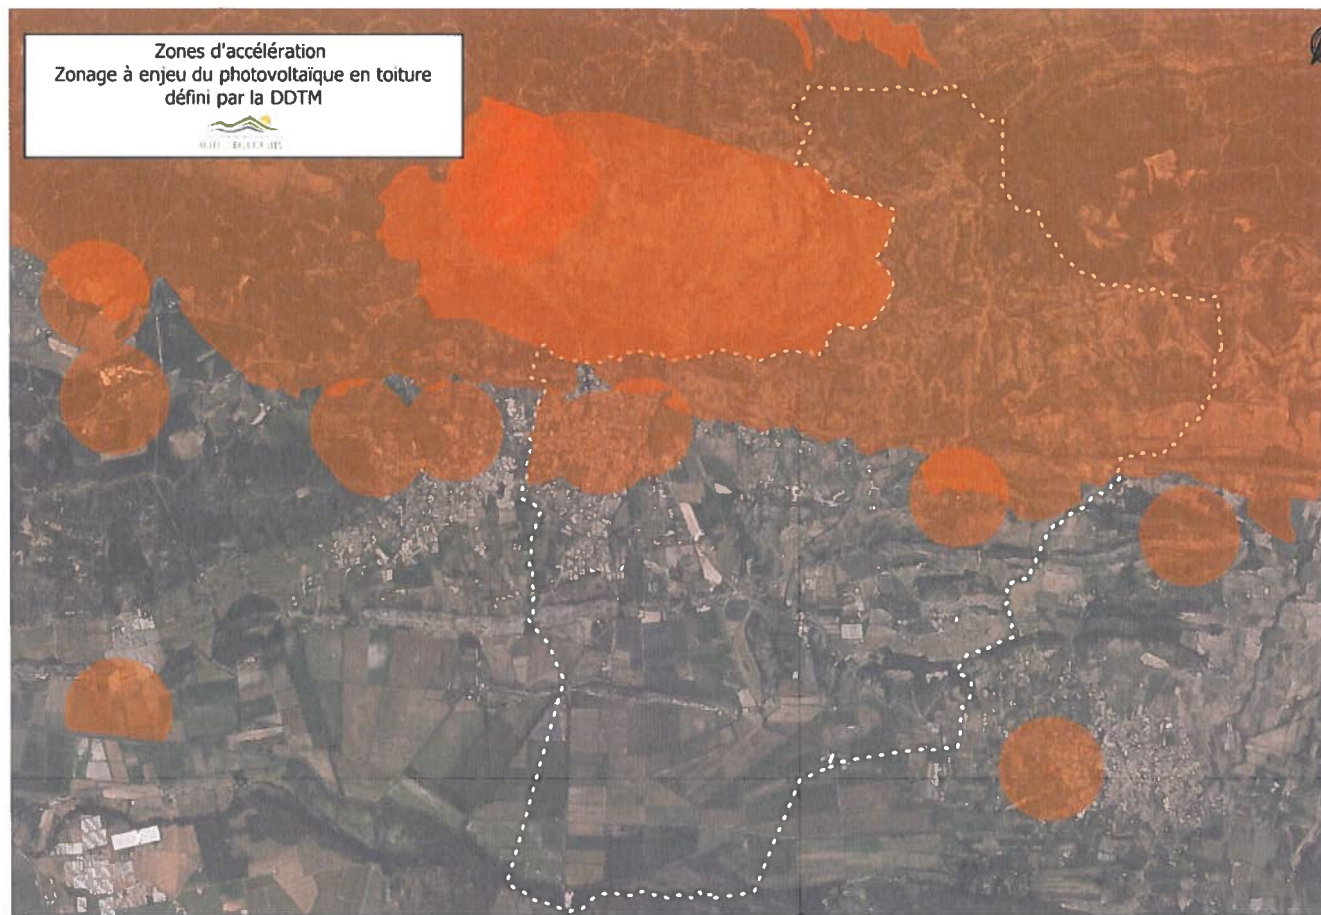 Zones d'accélération
Zonage à enjeu du photovoltaïque en toiture
défini par la DDTM